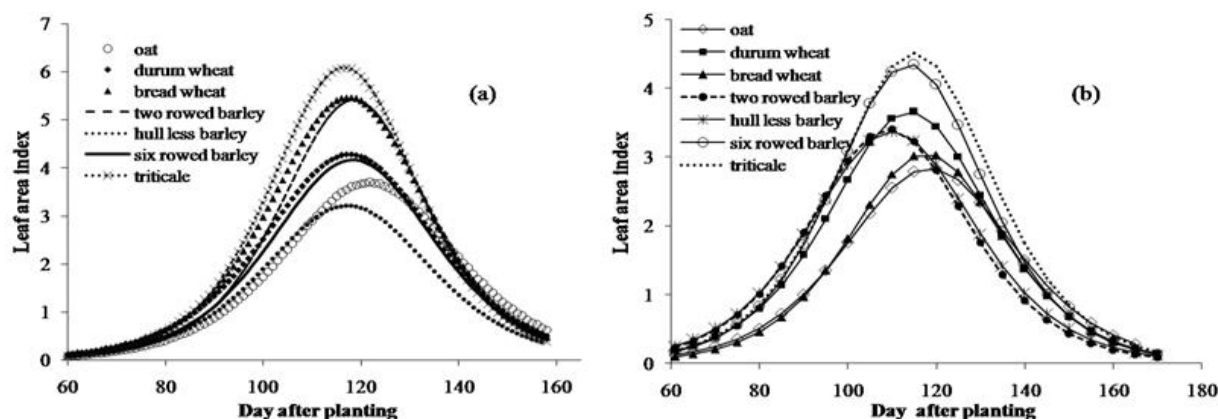 7
6
5
4
3
2
1
0
Leaf area index
oat
durum wheat
bread wheat
two rowed barley
hull less barley
six rowed barley
triticale
(a)
60 80 100 120 140 160
Day after planting
5
4
3
2
1
0
Leaf area index
oat
durum wheat
bread wheat
two rowed barley
hull less barley
six rowed barley
triticale
(b)
60 80 100 120 140 160 180
Day after planting